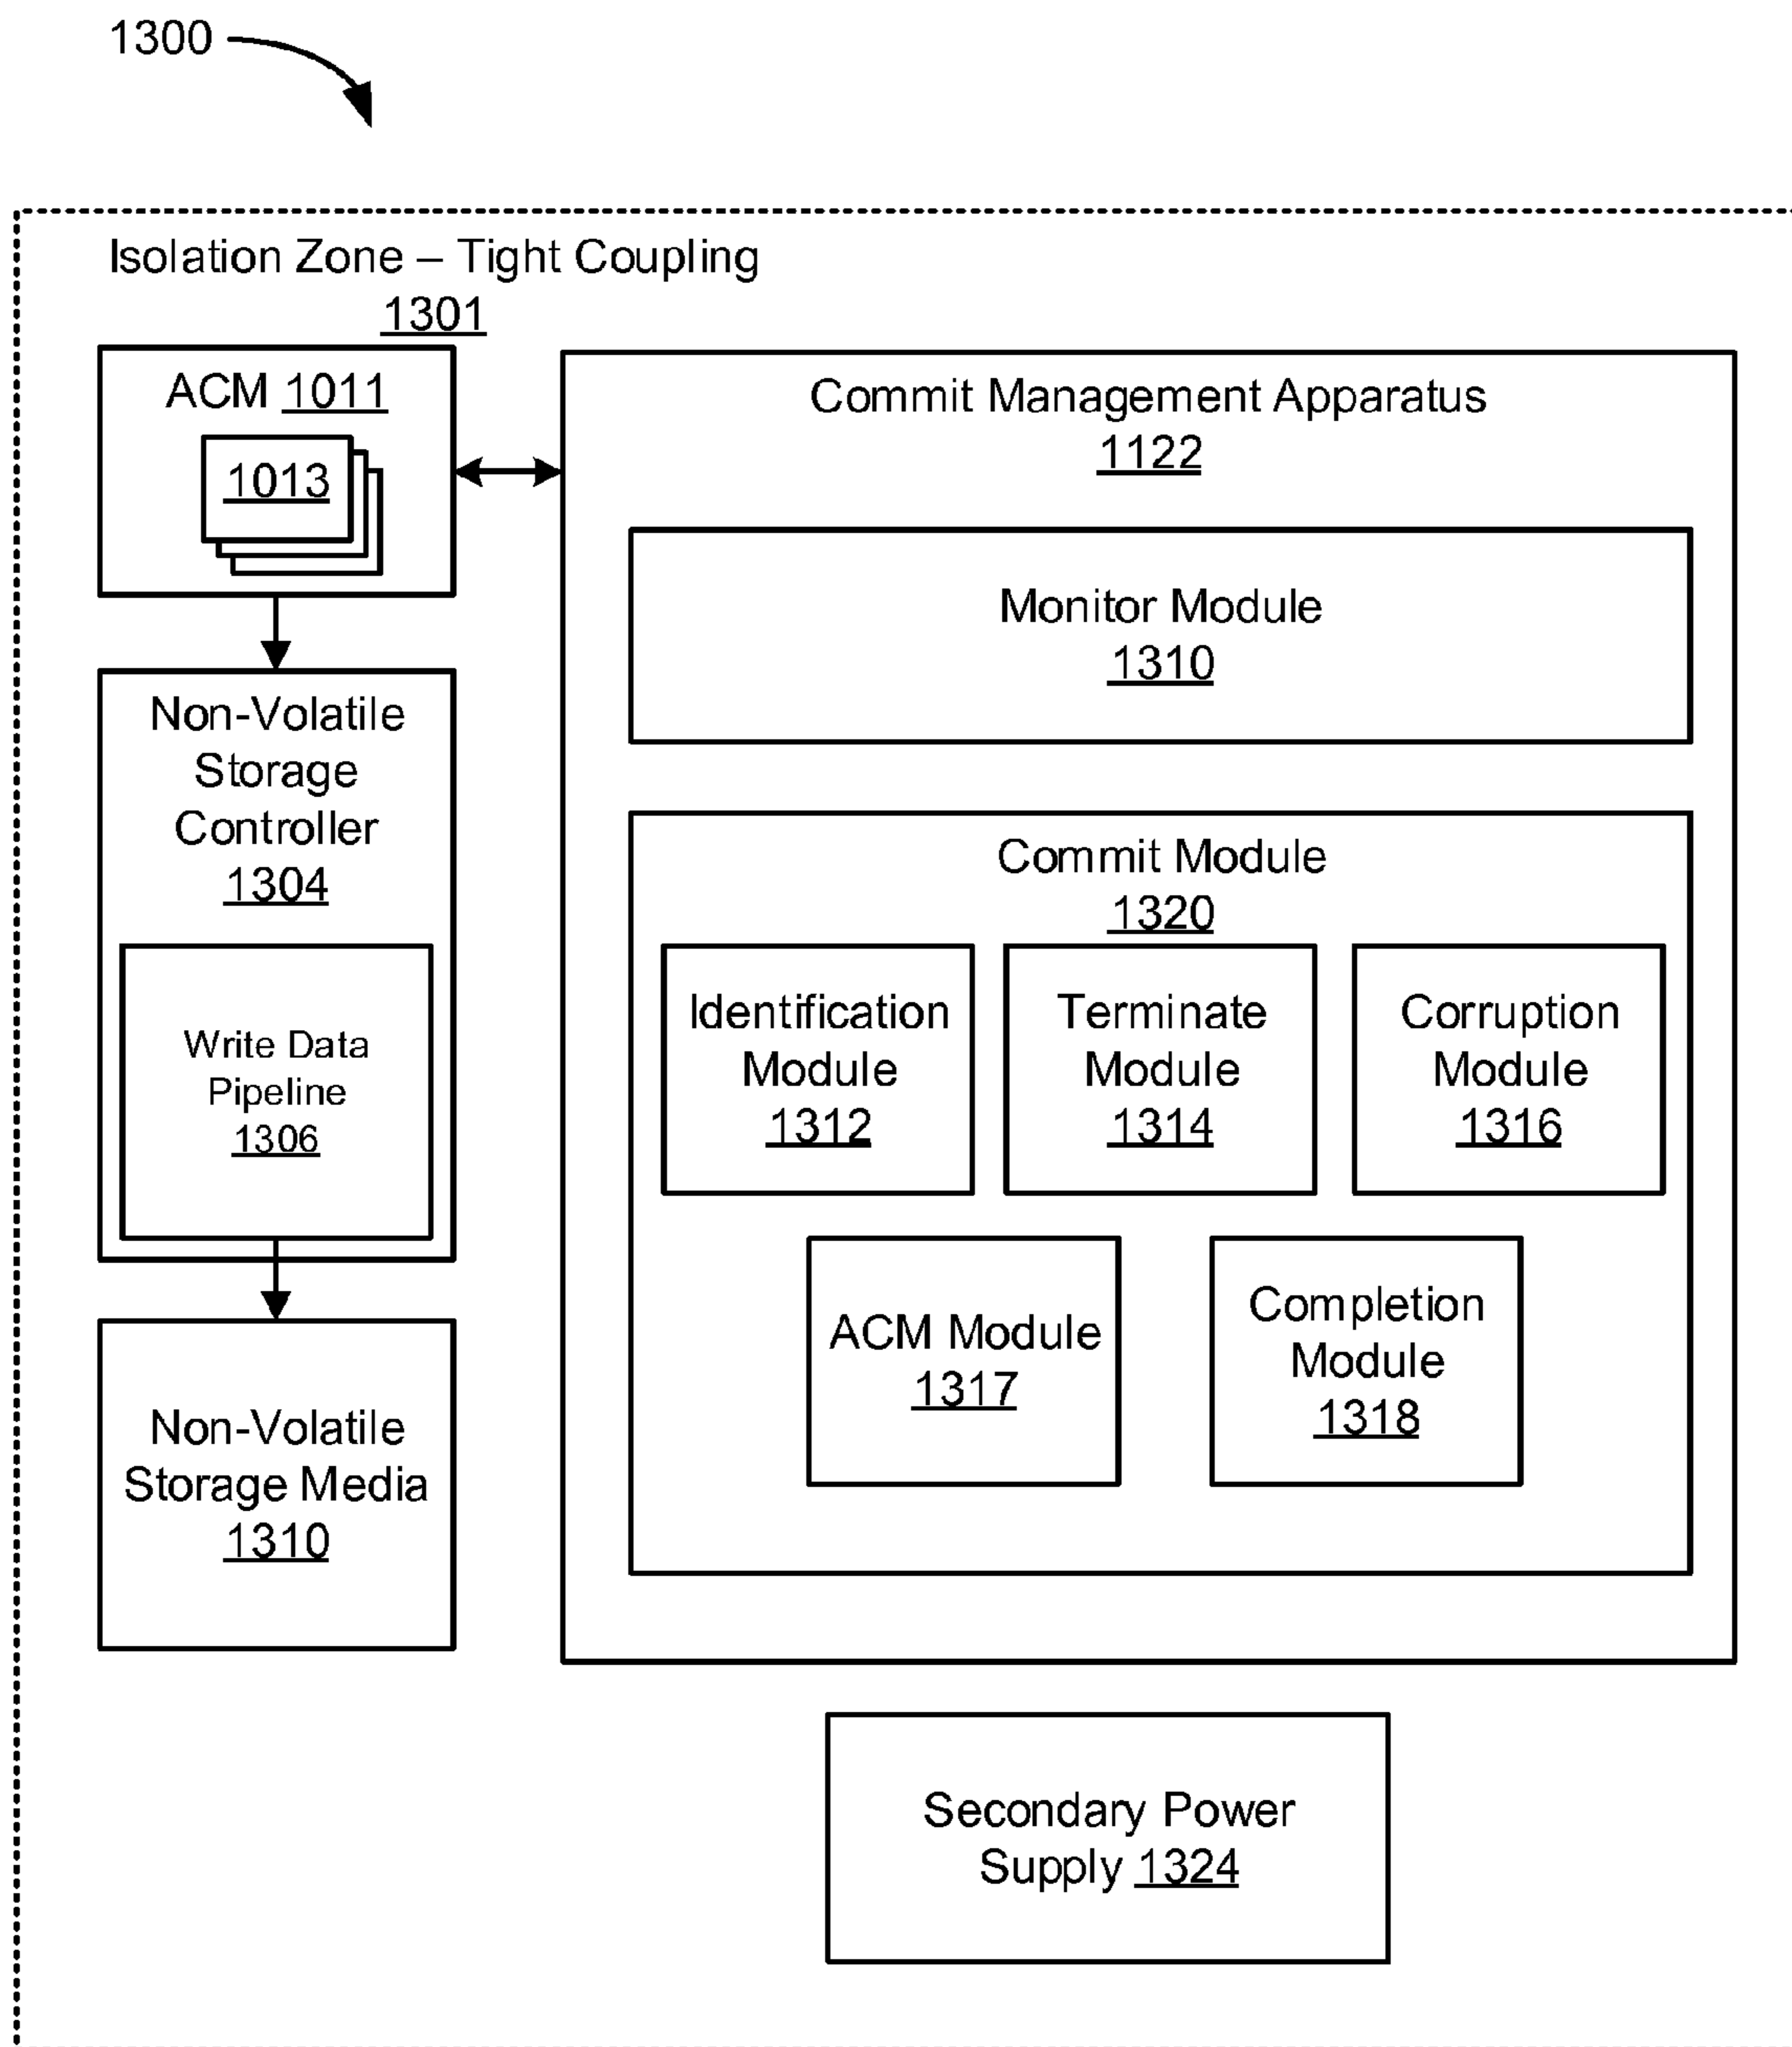 1300
Isolation Zone – Tight Coupling
1301
ACM 1011
1013
Non-Volatile
Storage
Controller
1304
Write Data
Pipeline
1306
Non-Volatile
Storage Media
1310
Commit Management Apparatus
1122
Monitor Module
1310
Commit Module
1320
Identification
Module
1312
Terminate
Module
1314
Corruption
Module
1316
ACM Module
1317
Completion
Module
1318
Secondary Power
Supply 1324